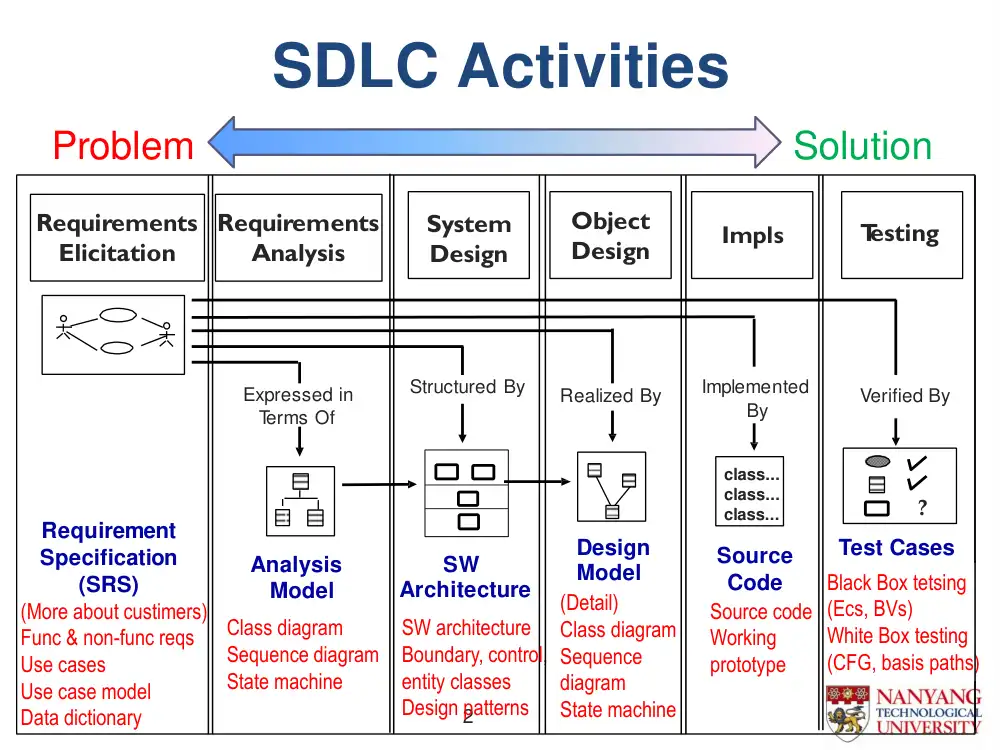 SDLC Activities
Problem
Solution
Requirements
Elicitation
Requirements
Analysis
System
Design
Object
Design
Impls
Testing
Expressed in
Terms Of
Structured By
Realized By
Implemented
By
Verified By
class...
class...
class...
?
Requirement
Specification
(SRS)
(More about custimers)
Func & non-func reqs
Use cases
Use case model
Data dictionary
Analysis
Model
Class diagram
Sequence diagram
State machine
SW
Architecture
SW architecture
Boundary, control,
entity classes
Design patterns
Design
Model
(Detail)
Class diagram
Sequence
diagram
State machine
Source
Code
Source code
Working
prototype
Test Cases
Black Box tetsing
(Ecs, BVs)
White Box testing
(CFG, basis paths)
2
NANYANG
TECHNOLOGICAL
UNIVERSITY